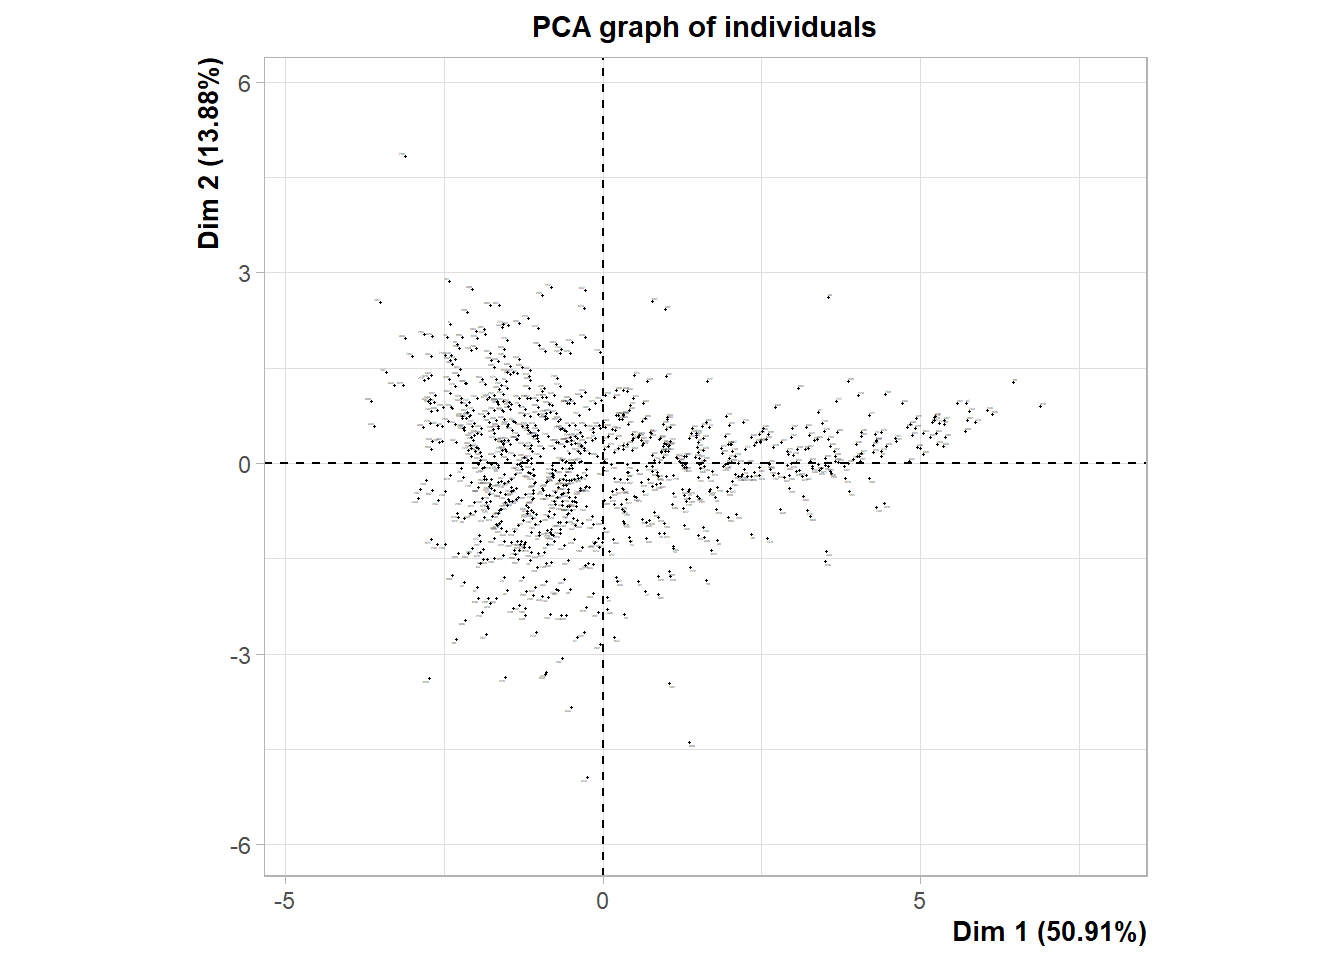 PCA graph of individuals
Dim 2 (13.88%)
6
3
0
-3
-6
-5
0
5
Dim 1 (50.91%)